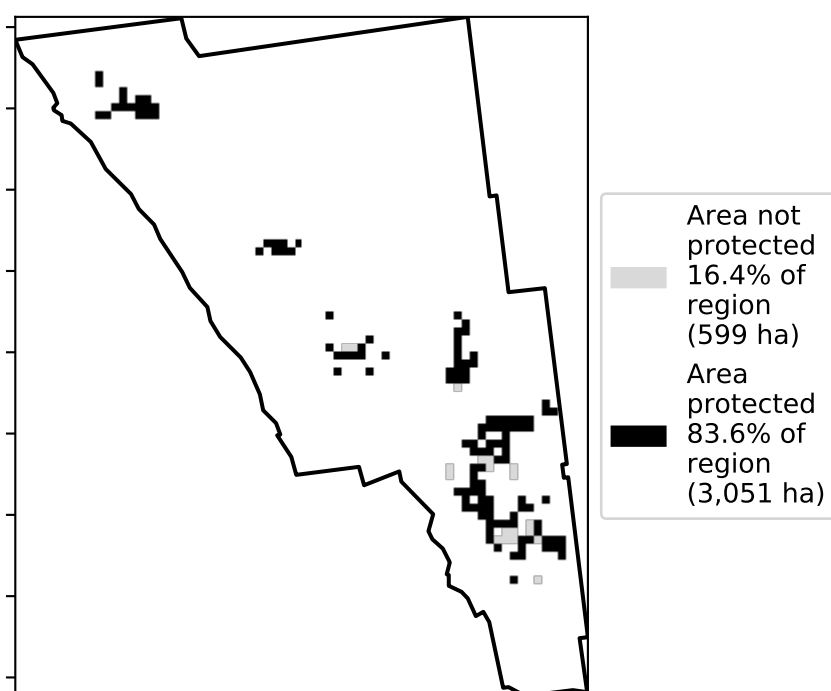 Area not
protected
16.4% of
region
(599 ha)
Area
protected
83.6% of
region
(3,051 ha)